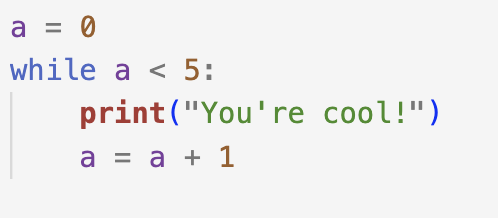 a = 0
while a < 5:
    print("You're cool!")
    a = a + 1